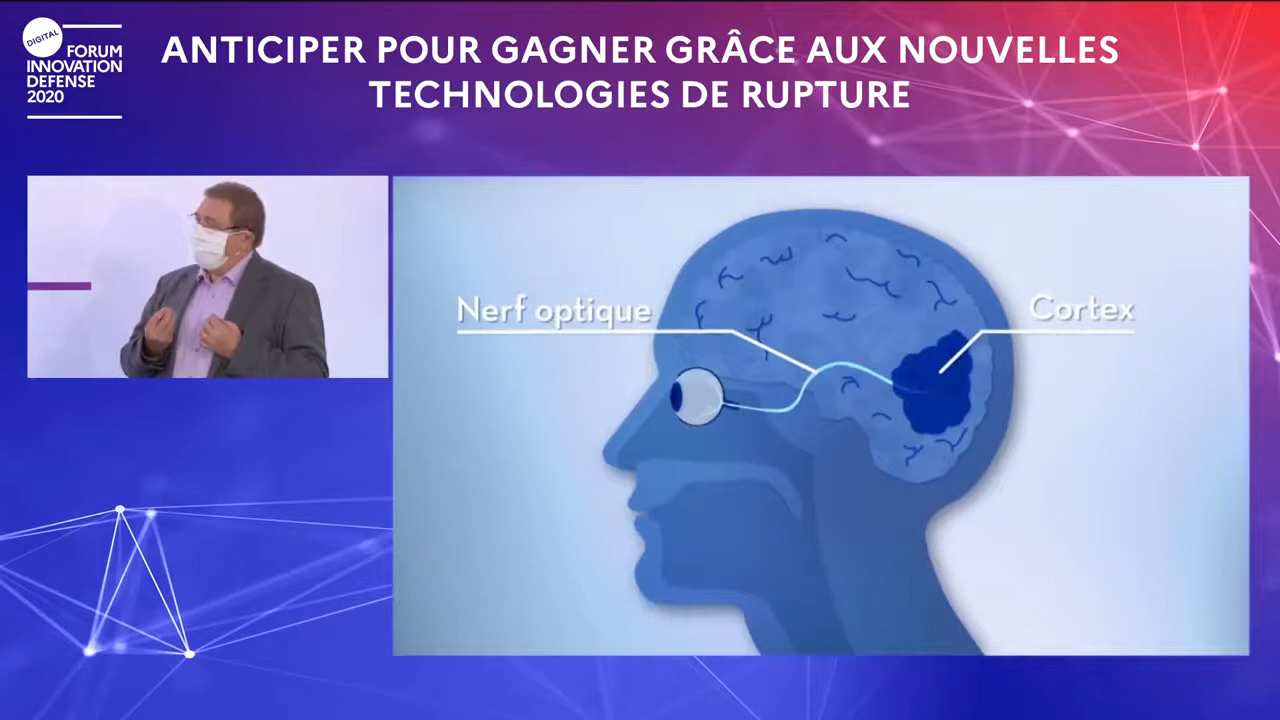 DIGITAL
FORUM
INNOVATION
DEFENSE
2020
ANTICIPER POUR GAGNER GRÂCE AUX NOUVELLES
TECHNOLOGIES DE RUPTURE
Nerf optique
Cortex